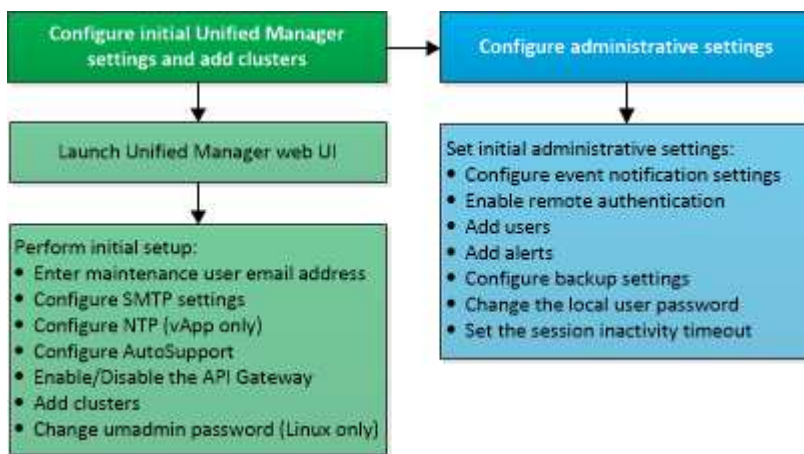 Configure initial Unified Manager
settings and add clusters
Launch Unified Manager web UI
Perform initial setup:
• Enter maintenance user email address
• Configure SMTP settings
• Configure NTP (vApp only)
• Configure AutoSupport
• Enable/Disable the API Gateway
• Add clusters
• Change umadmin password (Linux only)
Configure administrative settings
Set initial administrative settings:
• Configure event notification settings
• Enable remote authentication
• Add users
• Add alerts
• Configure backup settings
• Change the local user password
• Set the session inactivity timeout